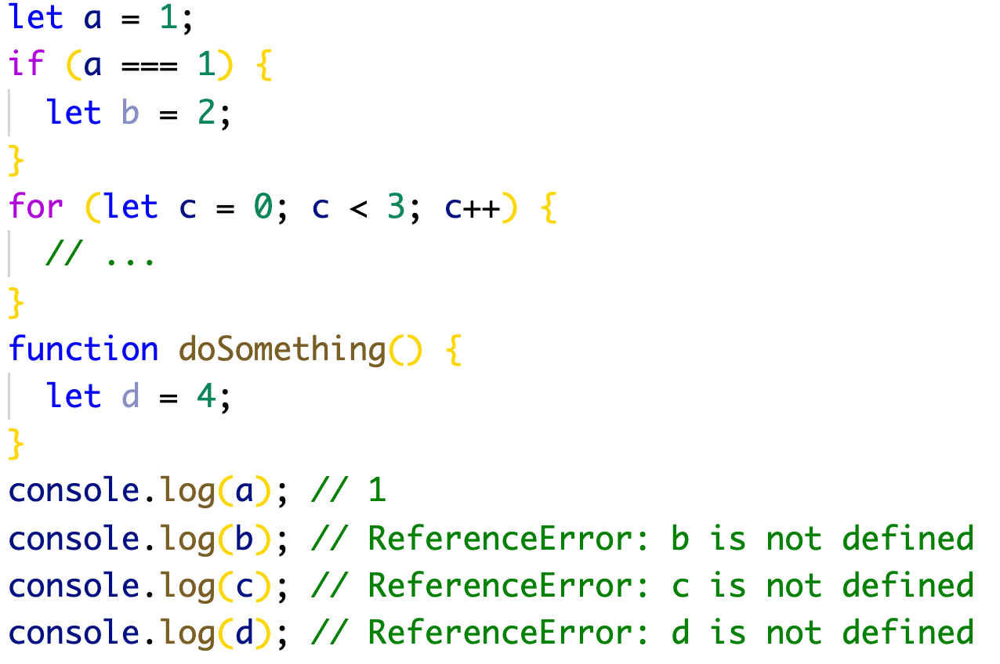 let a = 1;
if (a === 1) {
  let b = 2;
}
for (let c = 0; c < 3; c++) {
  // ...
}
function doSomething() {
  let d = 4;
}
console.log(a); // 1
console.log(b); // ReferenceError: b is not defined
console.log(c); // ReferenceError: c is not defined
console.log(d); // ReferenceError: d is not defined